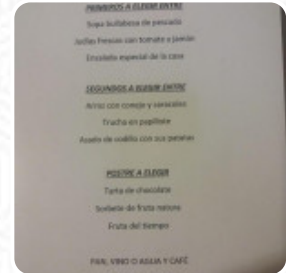 PRIMEROS A ELEGIR ENTRE
Sopa bullabesa de pescado
Judías frescas con tomate o jamón
Ensalada especial de la casa
SEGUNDOS A ELEGIR ENTRE
Arroz con conejo y caracoles
Trucha en papillote
Asado de codillo con sus patatas
POSTRE A ELEGIR
Tarta de chocolate
Sorbete de fruta natural
Fruta del tiempo
PAN, VINO O AGUA Y CAFÉ